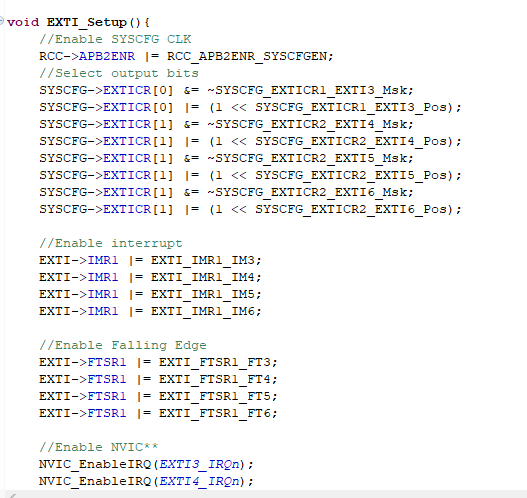 void EXTI_Setup(){
//Enable SYSCFG CLK
RCC->APB2ENR |= RCC_APB2ENR_SYSCFGEN;
//Select output bits
SYSCFG->EXTICR[0] &= ~SYSCFG_EXTICR1_EXTI3_Msk;
SYSCFG->EXTICR[0] |= (1 << SYSCFG_EXTICR1_EXTI3_Pos);
SYSCFG->EXTICR[1] &= ~SYSCFG_EXTICR2_EXTI4_Msk;
SYSCFG->EXTICR[1] |= (1 << SYSCFG_EXTICR2_EXTI4_Pos);
SYSCFG->EXTICR[1] &= ~SYSCFG_EXTICR2_EXTI5_Msk;
SYSCFG->EXTICR[1] |= (1 << SYSCFG_EXTICR2_EXTI5_Pos);
SYSCFG->EXTICR[1] &= ~SYSCFG_EXTICR2_EXTI6_Msk;
SYSCFG->EXTICR[1] |= (1 << SYSCFG_EXTICR2_EXTI6_Pos);
//Enable interrupt
EXTI->IMR1 |= EXTI_IMR1_IM3;
EXTI->IMR1 |= EXTI_IMR1_IM4;
EXTI->IMR1 |= EXTI_IMR1_IM5;
EXTI->IMR1 |= EXTI_IMR1_IM6;
//Enable Falling Edge
EXTI->FTSR1 |= EXTI_FTSR1_FT3;
EXTI->FTSR1 |= EXTI_FTSR1_FT4;
EXTI->FTSR1 |= EXTI_FTSR1_FT5;
EXTI->FTSR1 |= EXTI_FTSR1_FT6;
//Enable NVIC**
NVIC_EnableIRQ(EXTI3_IRQn);
NVIC_EnableIRQ(EXTI4_IRQn);